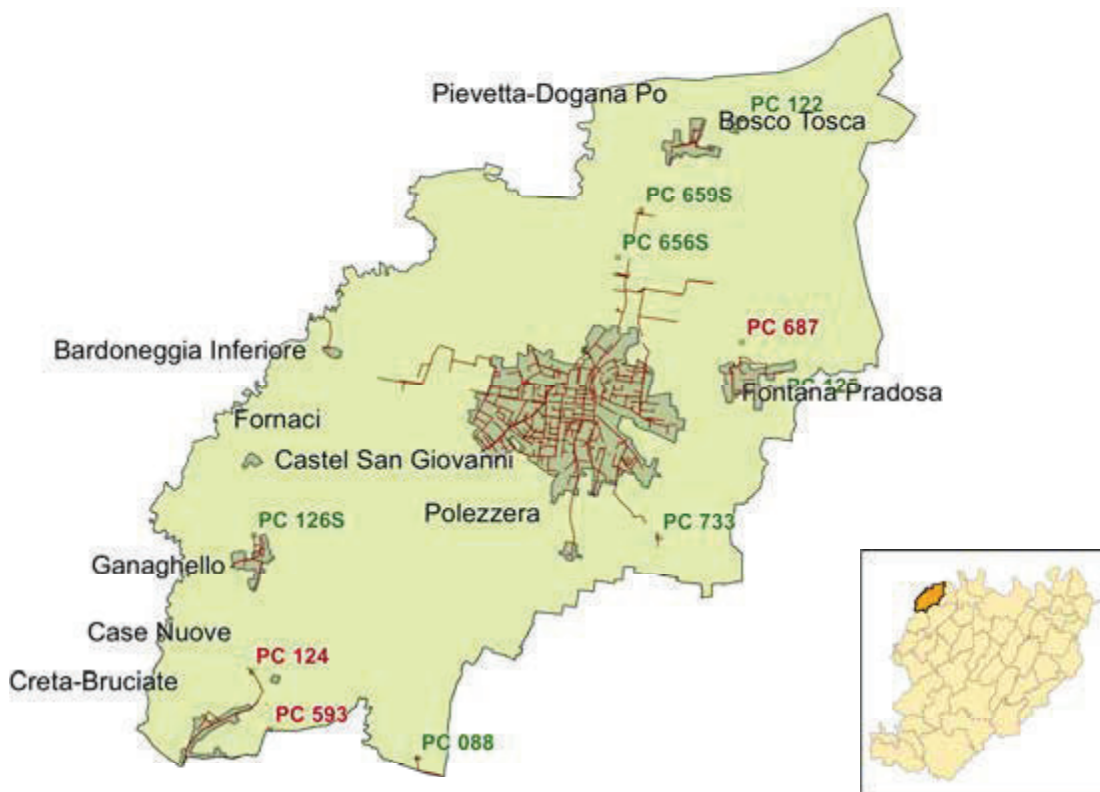 Pievetta-Dogana Po
PC 122
Bosco Tosca
PC 659S
PC 656S
PC 687
Bardoneggia Inferiore
Fontana Pradosa
Fornaci
Castel San Giovanni
Polezzera
PC 126S
PC 733
Ganaghello
Case Nuove
PC 124
Creta-Bruciate
PC 593
PC 088